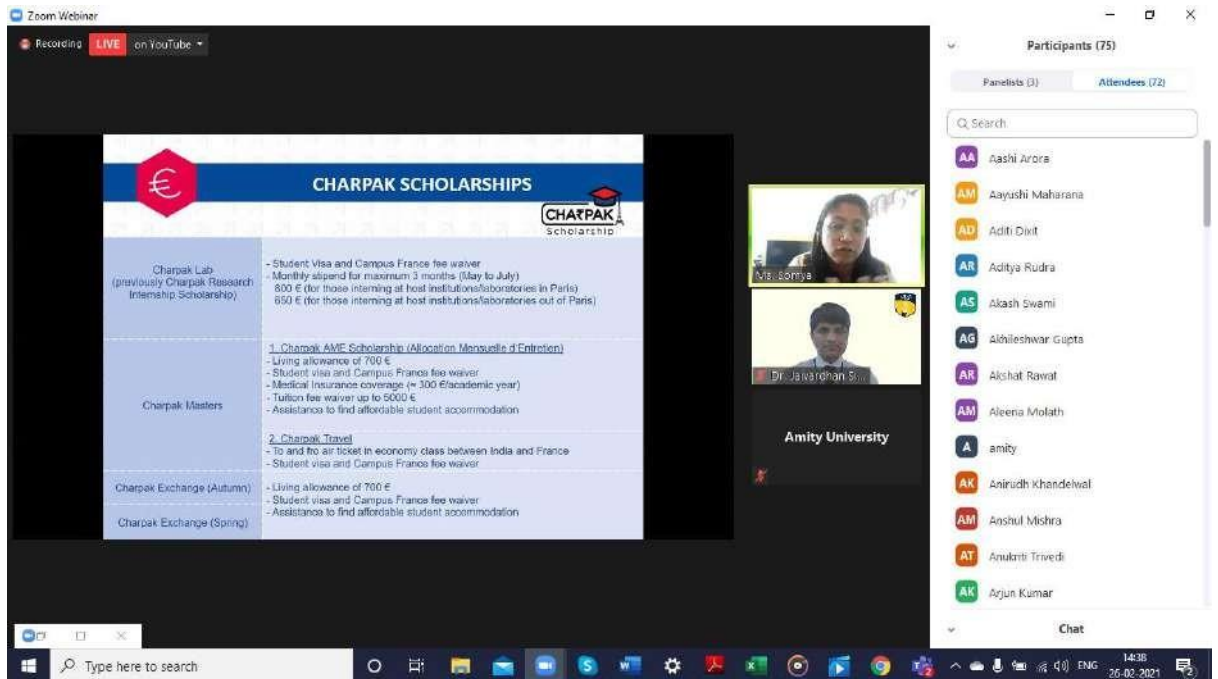 Zoom Webinar
Recording LIVE on YouTube
CHARPAK SCHOLARSHIPS
CHARPAK
Scholarship
Charpak Lab
(previously Charpak Research
Internship Scholarship)
- Student Visa and Campus France fee waiver
- Monthly stipend for maximum 3 months (May to July)
800 € (for those interning at host institutions/laboratories in Paris)
650 € (for those interning at host institutions/laboratories out of Paris)
Charpak Masters
1. Charpak AME Scholarship (Allocation Mensuelle d'Entretien)
- Living allowance of 700 €
- Student visa and Campus France fee waiver
- Medical Insurance coverage (≈ 300 €/academic year)
- Tuition fee waiver up to 5000 €
- Assistance to find affordable student accommodation
2. Charpak Travel
- To and fro air ticket in economy class between India and France
- Student visa and Campus France fee waiver
Charpak Exchange (Autumn)
Charpak Exchange (Spring)
- Living allowance of 700 €
- Student visa and Campus France fee waiver
- Assistance to find affordable student accommodation
Ms. Somya
Dr. Jaivardhan Si...
Amity University
Participants (75)
Panelists (3) Attendees (72)
Search
AA Aashi Arora
AM Aayushi Maharana
AD Aditi Dixit
AR Aditya Rudra
AS Akash Swami
AG Akhileshwar Gupta
AR Akshat Rawat
AM Aleena Molath
A amity
AK Anirudh Khandelwal
AM Anshul Mishra
AT Anukriti Trivedi
AK Arjun Kumar
Chat
Type here to search
ENG
14:38
26-02-2021